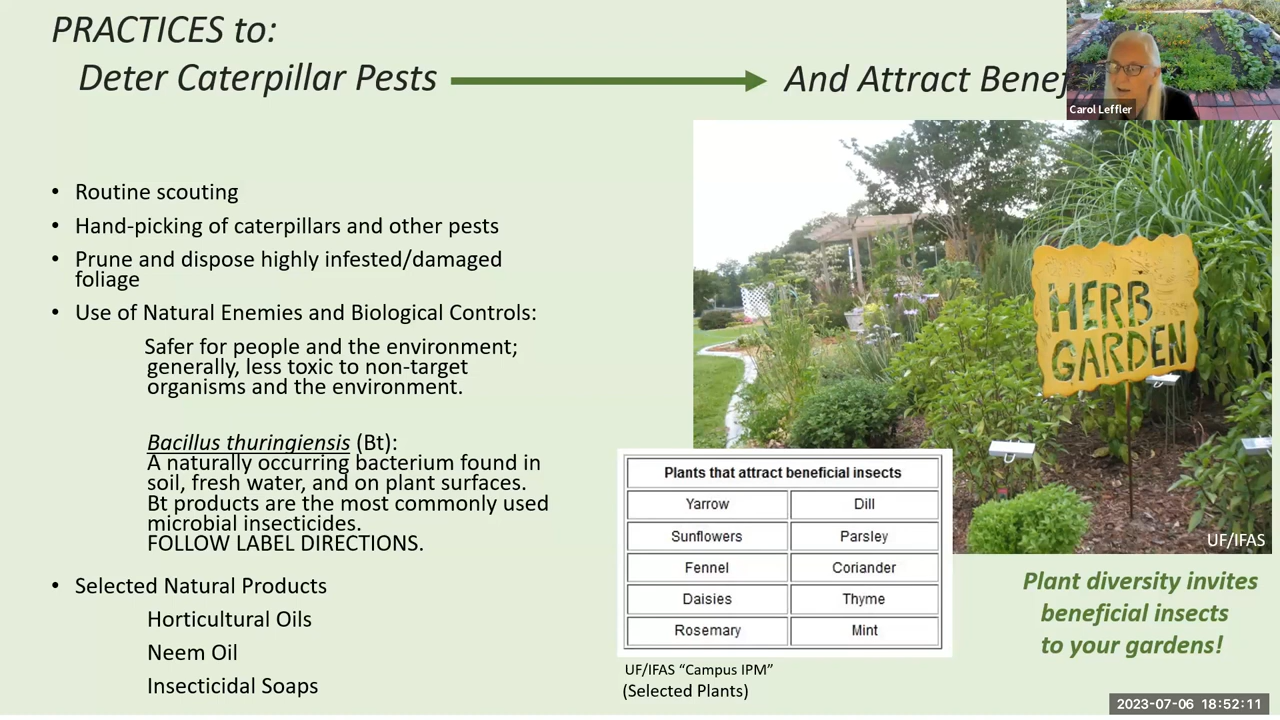 PRACTICES to:
Deter Caterpillar Pests
And Attract Benef
Carol Leffler
• Routine scouting
• Hand-picking of caterpillars and other pests
• Prune and dispose highly infested/damaged
foliage
• Use of Natural Enemies and Biological Controls:
Safer for people and the environment;
generally, less toxic to non-target
organisms and the environment.
Bacillus thuringiensis (Bt):
A naturally occurring bacterium found in
soil, fresh water, and on plant surfaces.
Bt products are the most commonly used
microbial insecticides.
FOLLOW LABEL DIRECTIONS.
• Selected Natural Products
Horticultural Oils
Neem Oil
Insecticidal Soaps
HERB
GARDEN
UF/IFAS
Plants that attract beneficial insects
Yarrow Dill
Sunflowers Parsley
Fennel Coriander
Daisies Thyme
Rosemary Mint
UF/IFAS “Campus IPM”
(Selected Plants)
Plant diversity invites
beneficial insects
to your gardens!
2023-07-06 18:52:11